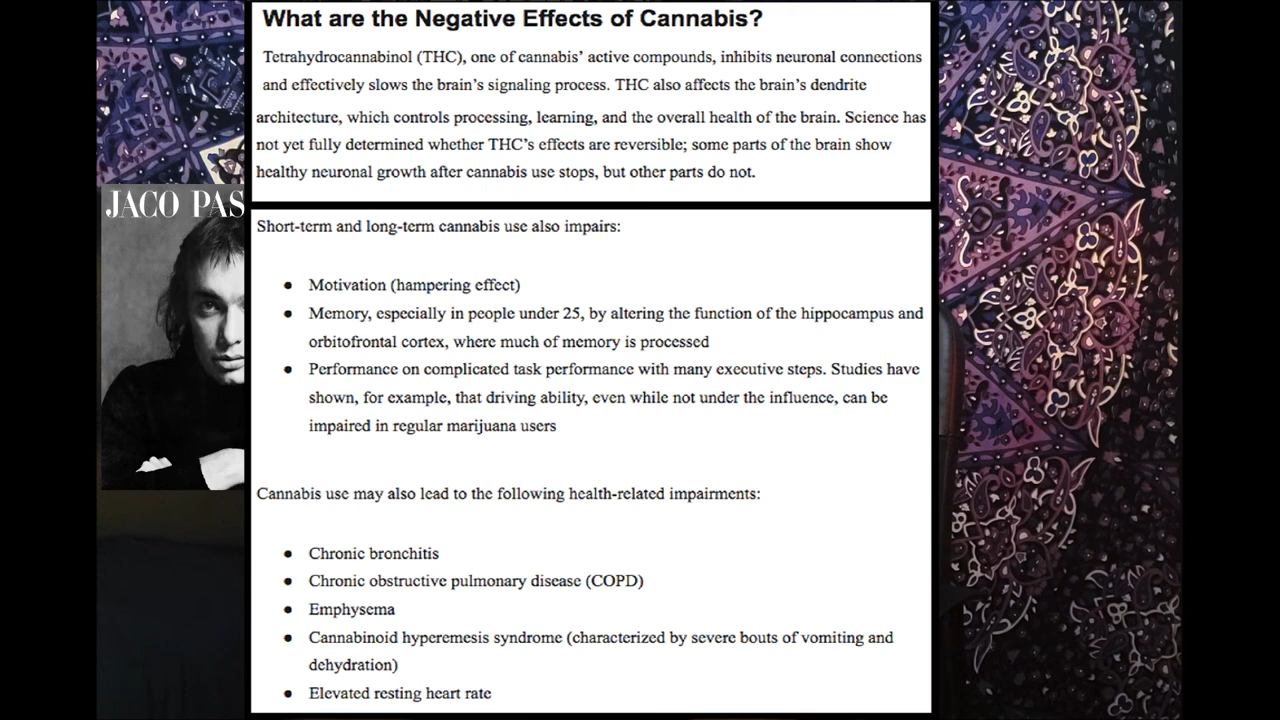 What are the Negative Effects of Cannabis?
Tetrahydrocannabinol (THC), one of cannabis’ active compounds, inhibits neuronal connections
and effectively slows the brain’s signaling process. THC also affects the brain’s dendrite
architecture, which controls processing, learning, and the overall health of the brain. Science has
not yet fully determined whether THC’s effects are reversible; some parts of the brain show
healthy neuronal growth after cannabis use stops, but other parts do not.
JACO PAS
Short-term and long-term cannabis use also impairs:
● Motivation (hampering effect)
● Memory, especially in people under 25, by altering the function of the hippocampus and
orbitofrontal cortex, where much of memory is processed
● Performance on complicated task performance with many executive steps. Studies have
shown, for example, that driving ability, even while not under the influence, can be
impaired in regular marijuana users
Cannabis use may also lead to the following health-related impairments:
● Chronic bronchitis
● Chronic obstructive pulmonary disease (COPD)
● Emphysema
● Cannabinoid hyperemesis syndrome (characterized by severe bouts of vomiting and
dehydration)
● Elevated resting heart rate